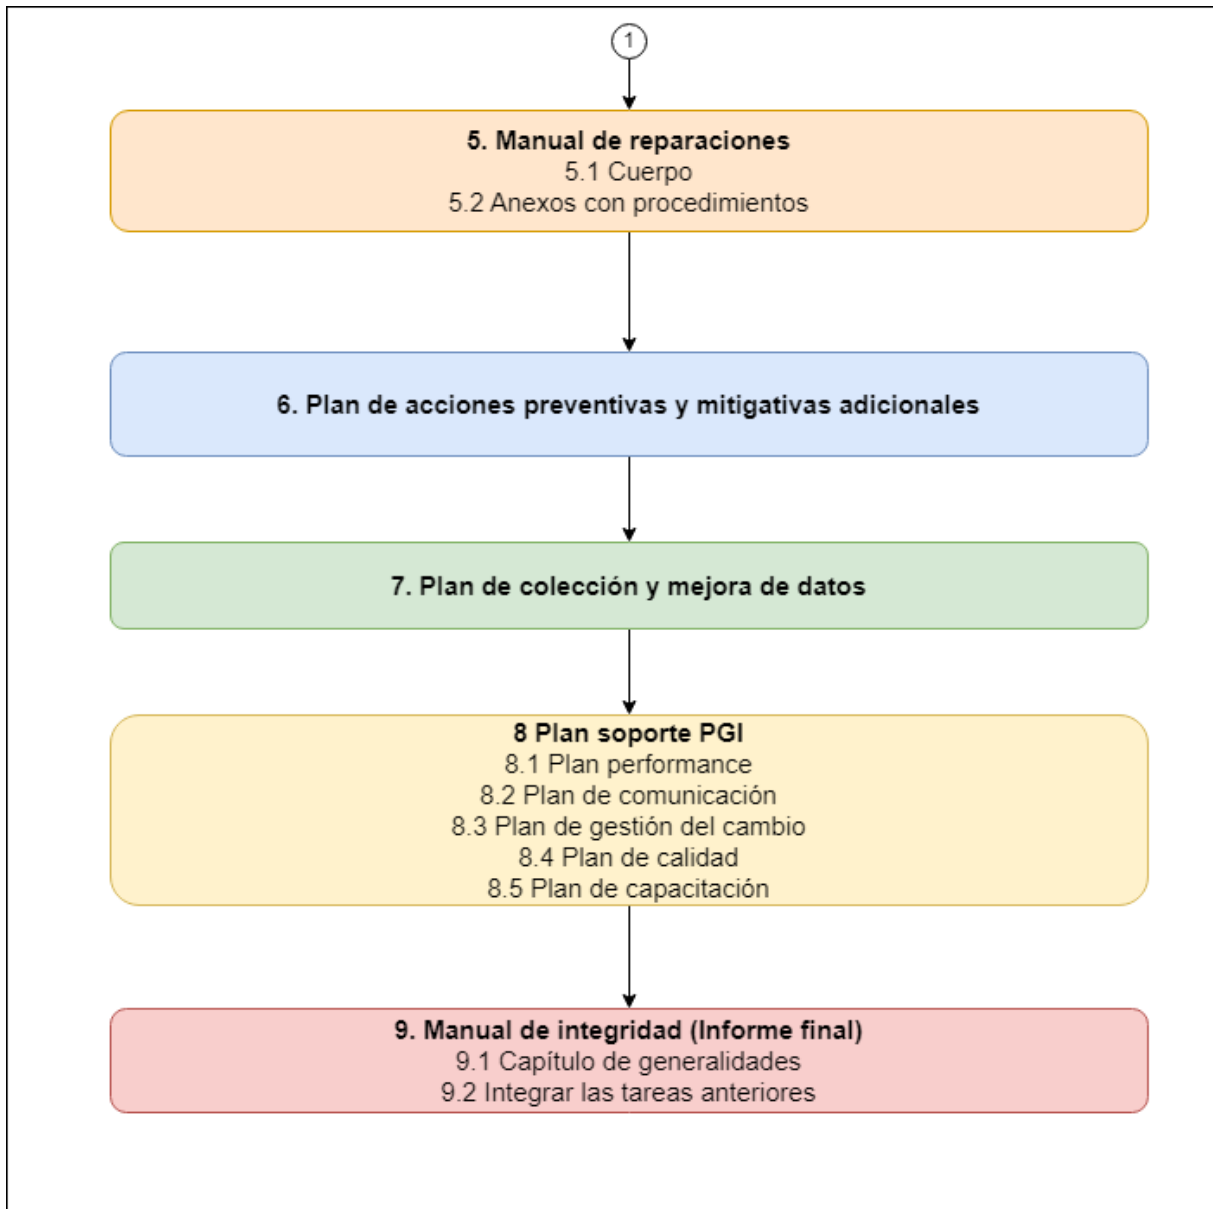 1
5. Manual de reparaciones
5.1 Cuerpo
5.2 Anexos con procedimientos
6. Plan de acciones preventivas y mitigativas adicionales
7. Plan de colección y mejora de datos
8 Plan soporte PGI
8.1 Plan performance
8.2 Plan de comunicación
8.3 Plan de gestión del cambio
8.4 Plan de calidad
8.5 Plan de capacitación
9. Manual de integridad (Informe final)
9.1 Capítulo de generalidades
9.2 Integrar las tareas anteriores